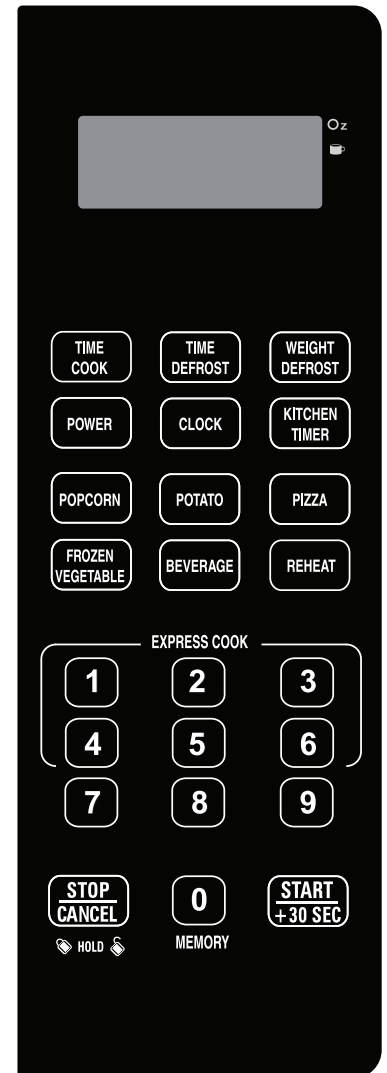 Oz
TIME
COOK
TIME
DEFROST
WEIGHT
DEFROST
POWER
CLOCK
KITCHEN
TIMER
POPCORN
POTATO
PIZZA
FROZEN
VEGETABLE
BEVERAGE
REHEAT
EXPRESS COOK
1 2 3
4 5 6
7 8 9
STOP
CANCEL
0
START
+30 SEC
HOLD
MEMORY